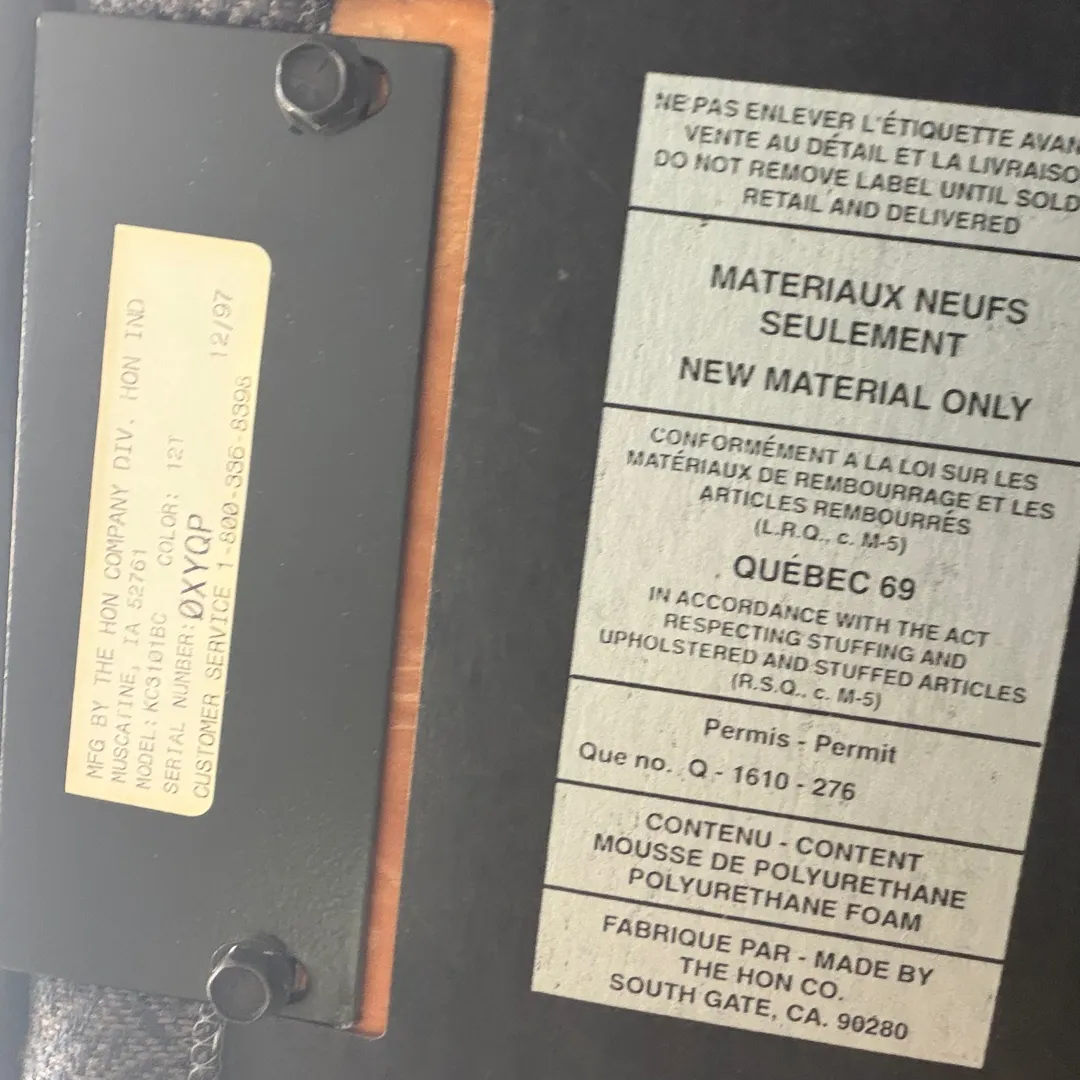 MFG BY THE HON COMPANY DIV. HON IND
MUSCATINE, IA 52761
MODEL: KC3101BC COLOR: 12T
SERIAL NUMBER: 0XYQP 12/97
CUSTOMER SERVICE 1-800-336-8398
NE PAS ENLEVER L'ÉTIQUETTE AVAN
VENTE AU DÉTAIL ET LA LIVRAISO
DO NOT REMOVE LABEL UNTIL SOLD
RETAIL AND DELIVERED
MATERIAUX NEUFS
SEULEMENT
NEW MATERIAL ONLY
CONFORMÉMENT A LA LOI SUR LES
MATÉRIAUX DE REMBOURRAGE ET LES
ARTICLES REMBOURRÉS
(L.R.Q., c. M-5)
QUÉBEC 69
IN ACCORDANCE WITH THE ACT
RESPECTING STUFFING AND
UPHOLSTERED AND STUFFED ARTICLES
(R.S.Q., c. M-5)
Permis - Permit
Que no. Q - 1610 - 276
CONTENU - CONTENT
MOUSSE DE POLYURETHANE
POLYURETHANE FOAM
FABRIQUE PAR - MADE BY
THE HON CO.
SOUTH GATE, CA. 90280